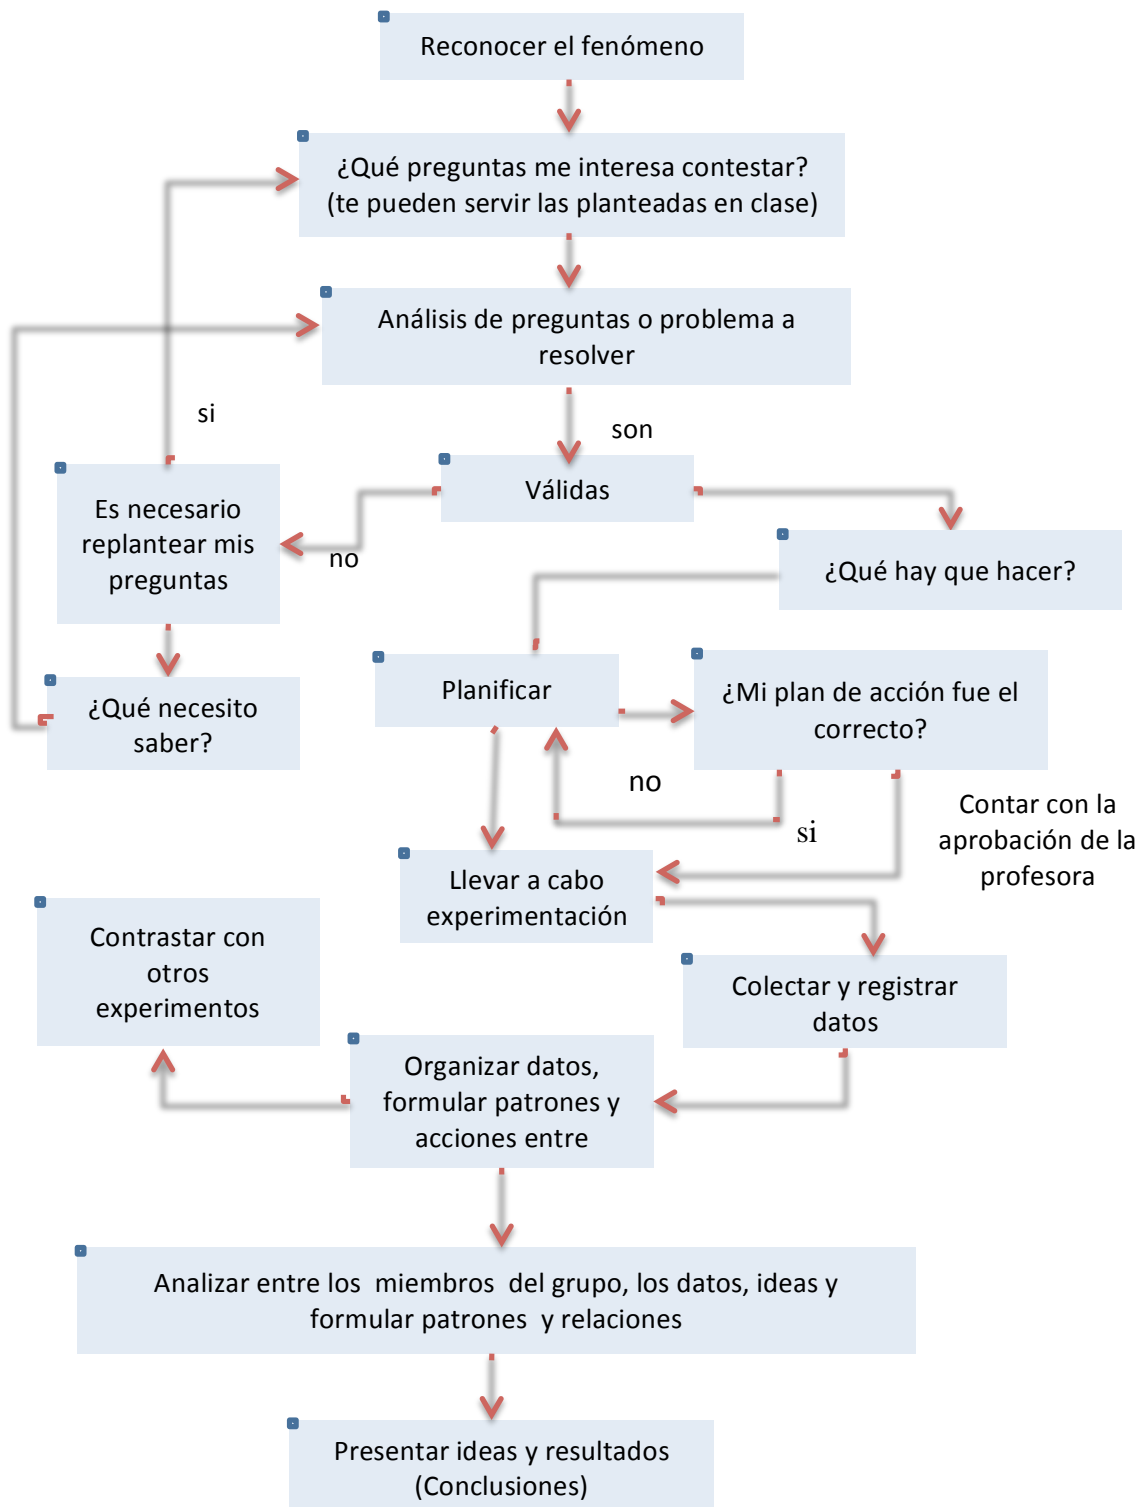 Reconocer el fenómeno
¿Qué preguntas me interesa contestar?
(te pueden servir las planteadas en clase)
Análisis de preguntas o problema a
resolver
si
son
Válidas
Es necesario
replantear mis
preguntas
no
¿Qué hay que hacer?
¿Qué necesito
saber?
Planificar
¿Mi plan de acción fue el
correcto?
no
si
Contar con la
aprobación de la
profesora
Llevar a cabo
experimentación
Contrastar con
otros
experimentos
Colectar y registrar
datos
Organizar datos,
formular patrones y
acciones entre
Analizar entre los  miembros  del grupo, los datos, ideas y
formular patrones  y relaciones
Presentar ideas y resultados
(Conclusiones)